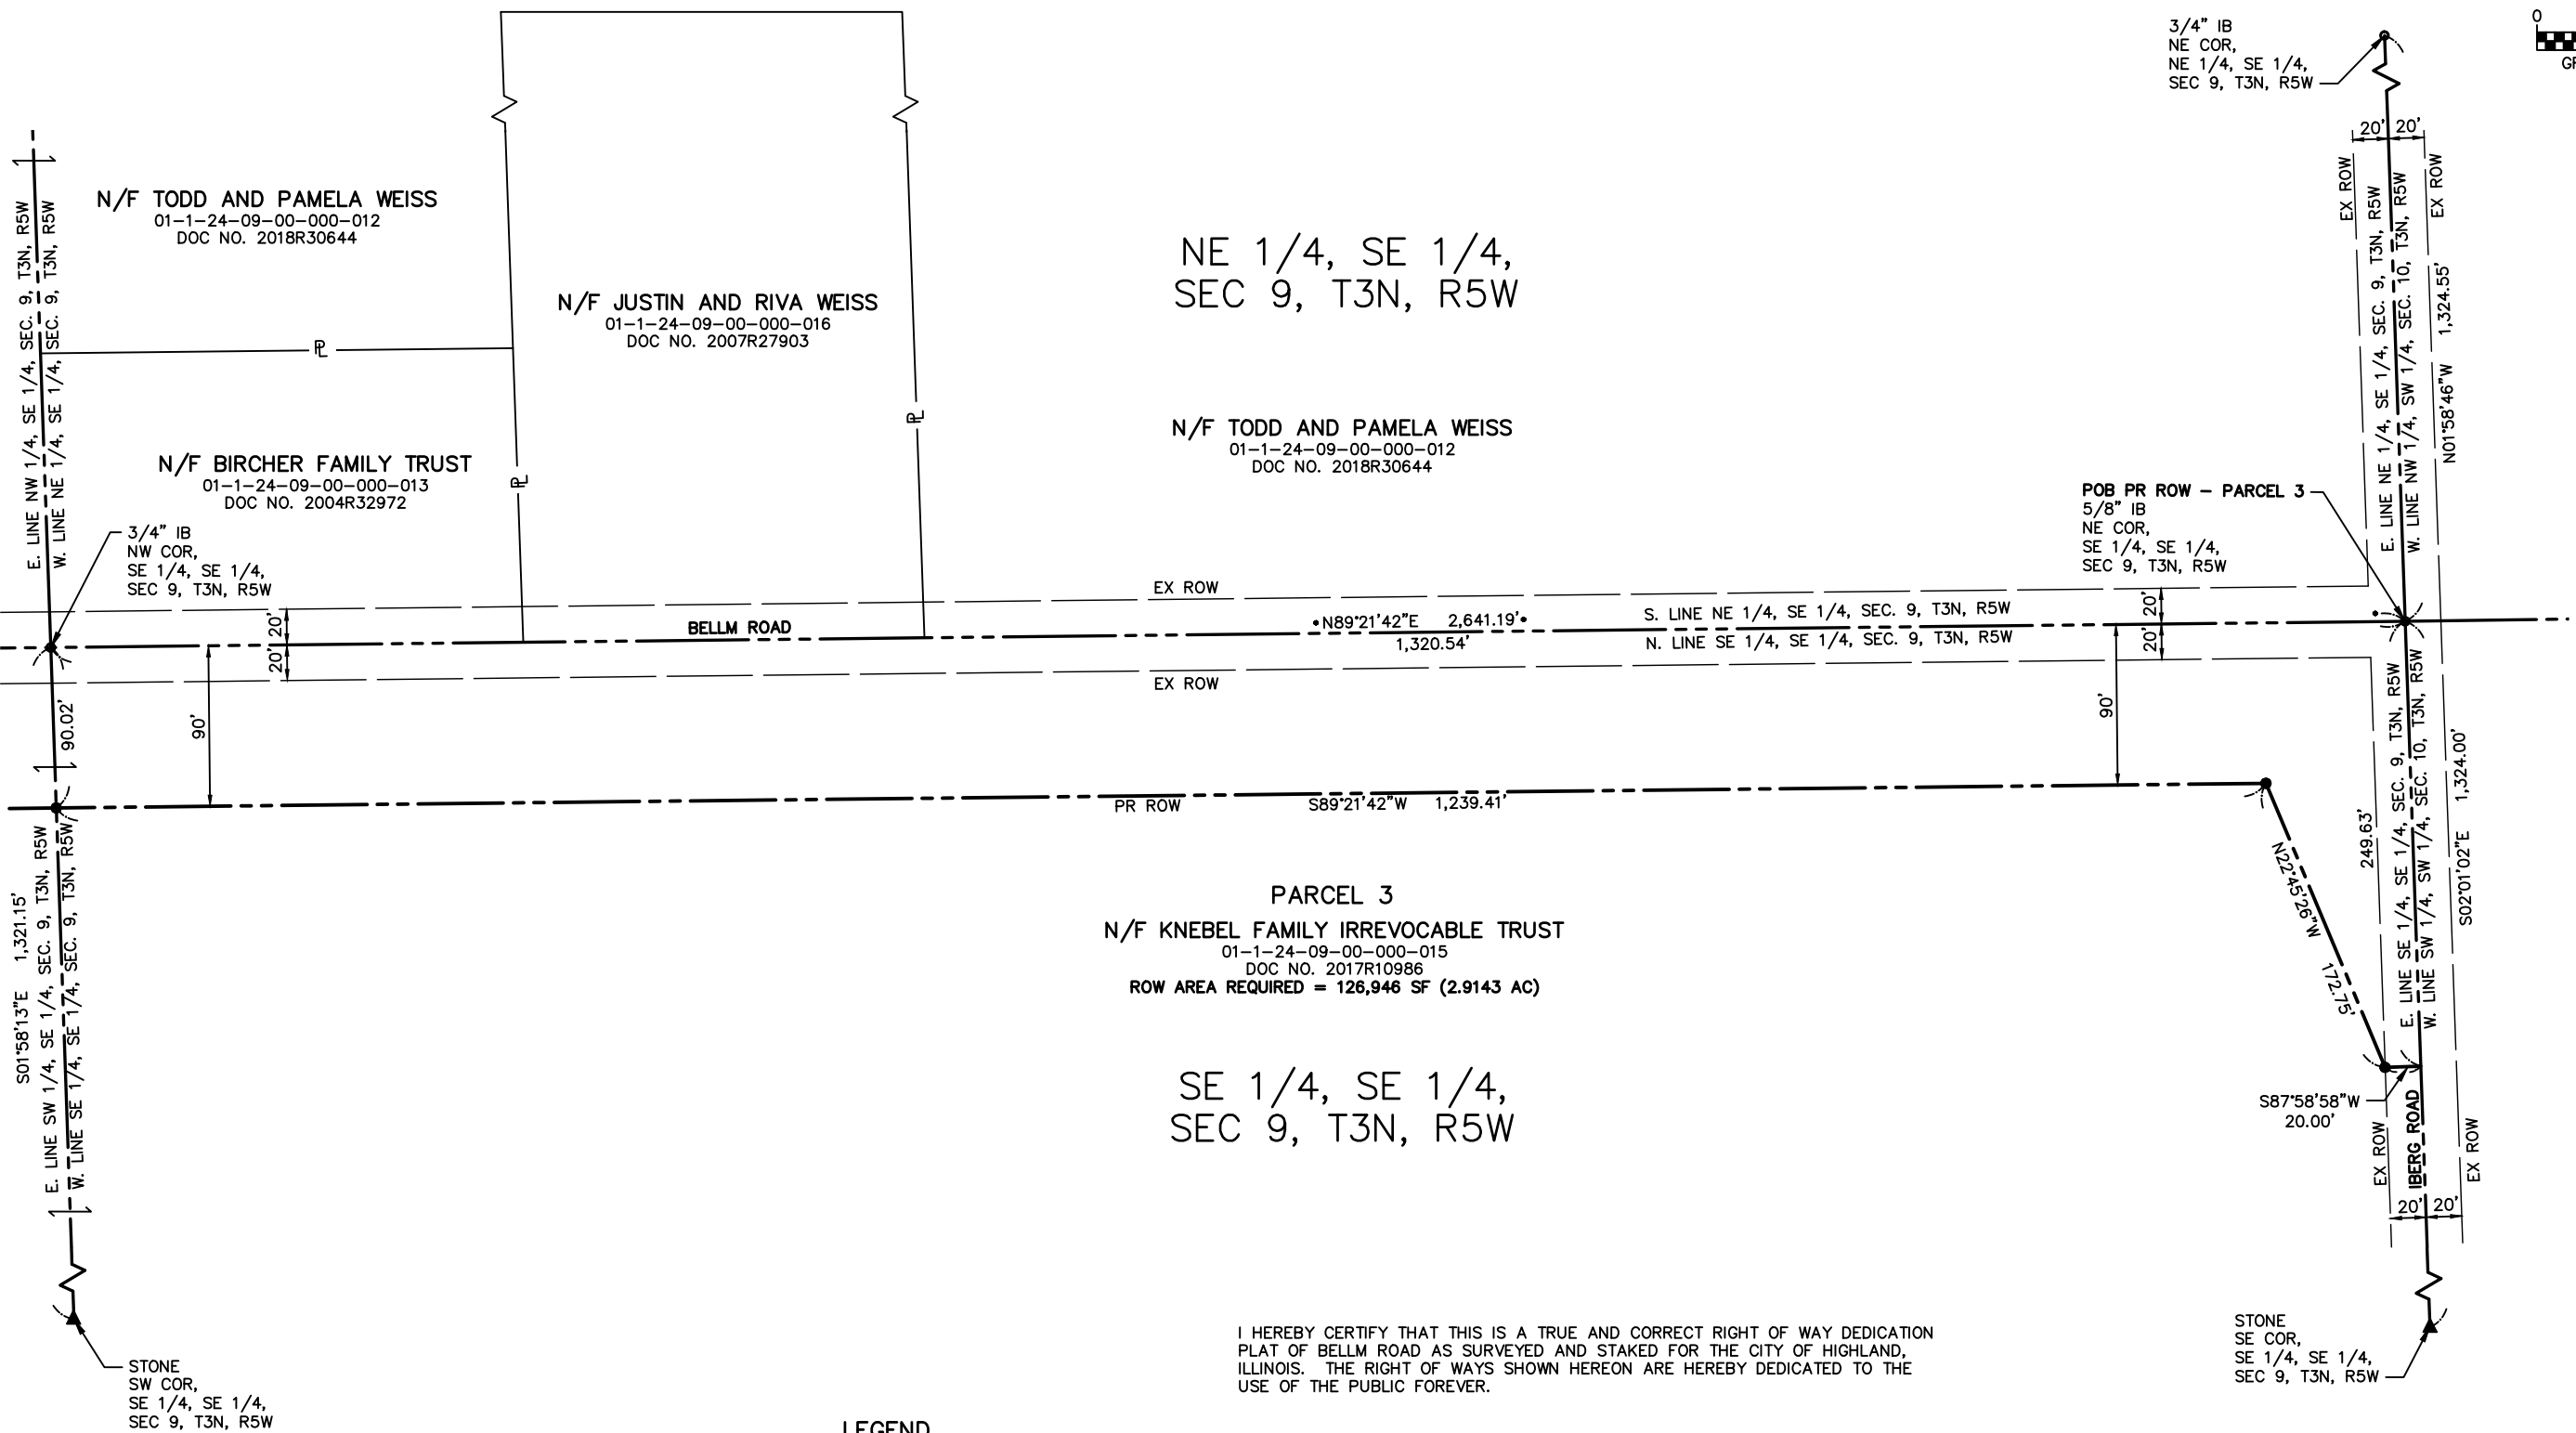 3/4" IB
NE COR,
NE 1/4, SE 1/4,
SEC 9, T3N, R5W
0
20' 20'
EX ROW
EX ROW
E. LINE NE 1/4, SE 1/4, SEC. 9, T3N, R5W
W. LINE NW 1/4, SW 1/4, SEC. 10, T3N, R5W
N01°58'46"W 1,324.55'
E. LINE NW 1/4, SE 1/4, SEC. 9, T3N, R5W
W. LINE NE 1/4, SE 1/4, SEC. 9, T3N, R5W
N/F TODD AND PAMELA WEISS
01-1-24-09-00-000-012
DOC NO. 2018R30644
N/F JUSTIN AND RIVA WEISS
01-1-24-09-00-000-016
DOC NO. 2007R27903
NE 1/4, SE 1/4,
SEC 9, T3N, R5W
PL
PL
PL
N/F TODD AND PAMELA WEISS
01-1-24-09-00-000-012
DOC NO. 2018R30644
N/F BIRCHER FAMILY TRUST
01-1-24-09-00-000-013
DOC NO. 2004R32972
3/4" IB
NW COR,
SE 1/4, SE 1/4,
SEC 9, T3N, R5W
POB PR ROW - PARCEL 3
5/8" IB
NE COR,
SE 1/4, SE 1/4,
SEC 9, T3N, R5W
EX ROW
20'
20'
BELLM ROAD
•N89°21'42"E 2,641.19'•
1,320.54'
S. LINE NE 1/4, SE 1/4, SEC. 9, T3N, R5W
N. LINE SE 1/4, SE 1/4, SEC. 9, T3N, R5W
20'
20'
EX ROW
90.02'
90'
90'
PR ROW S89°21'42"W 1,239.41'
S01°58'13"E 1,321.15'
E. LINE SW 1/4, SE 1/4, SEC. 9, T3N, R5W
W. LINE SE 1/4, SE 1/4, SEC. 9, T3N, R5W
PARCEL 3
N/F KNEBEL FAMILY IRREVOCABLE TRUST
01-1-24-09-00-000-015
DOC NO. 2017R10986
ROW AREA REQUIRED = 126,946 SF (2.9143 AC)
N22°45'26"W 172.75'
249.63'
E. LINE SE 1/4, SE 1/4, SEC. 9, T3N, R5W
W. LINE SW 1/4, SW 1/4, SEC. 10, T3N, R5W
S02°01'02"E 1,324.00'
SE 1/4, SE 1/4,
SEC 9, T3N, R5W
S87°58'58"W
20.00'
EX ROW
IBERG ROAD
EX ROW
20' 20'
STONE
SW COR,
SE 1/4, SE 1/4,
SEC 9, T3N, R5W
I HEREBY CERTIFY THAT THIS IS A TRUE AND CORRECT RIGHT OF WAY DEDICATION
PLAT OF BELLM ROAD AS SURVEYED AND STAKED FOR THE CITY OF HIGHLAND,
ILLINOIS. THE RIGHT OF WAYS SHOWN HEREON ARE HEREBY DEDICATED TO THE
USE OF THE PUBLIC FOREVER.
STONE
SE COR,
SE 1/4, SE 1/4,
SEC 9, T3N, R5W
LEGEND